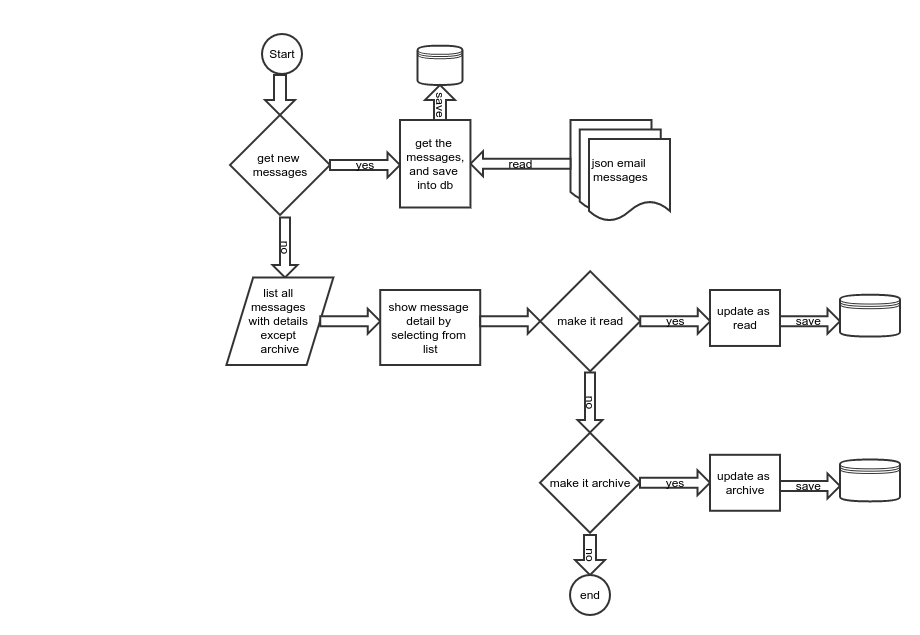 Start
save
get new
messages
yes
get the
messages,
and save
into db
read
json email
messages
no
list all
messages
with details
except
archive
show message
detail by
selecting from
list
make it read
yes
update as
read
save
no
make it archive
yes
update as
archive
save
no
end